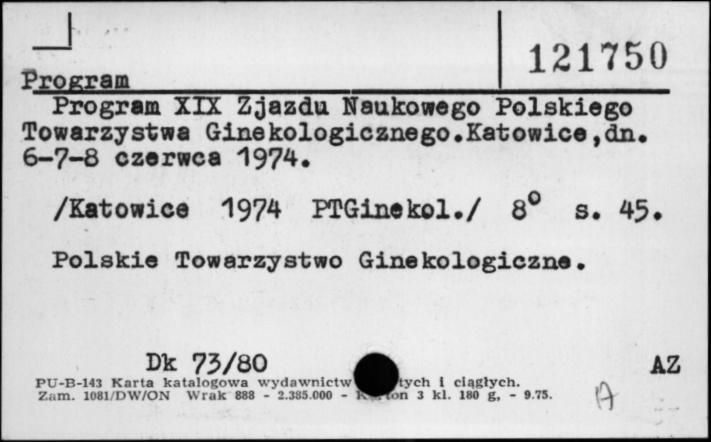 121750
Program
Program XIX Zjazdu Naukowego Polskiego
Towarzystwa Ginekologicznego.Katowice,dn.
6-7-8 czerwca 1974.
/Katowice 1974 PTGinekol./ 8° s. 45.
Polskie Towarzystwo Ginekologiczne.
Dk 73/80 AZ
PU-B-143 Karta katalogowa wydawnictw tych i ciągłych.
Zam. 1081/DW/ON Wrak 888 - 2.385.000 - 3 kl. 180 g, - 9.75.